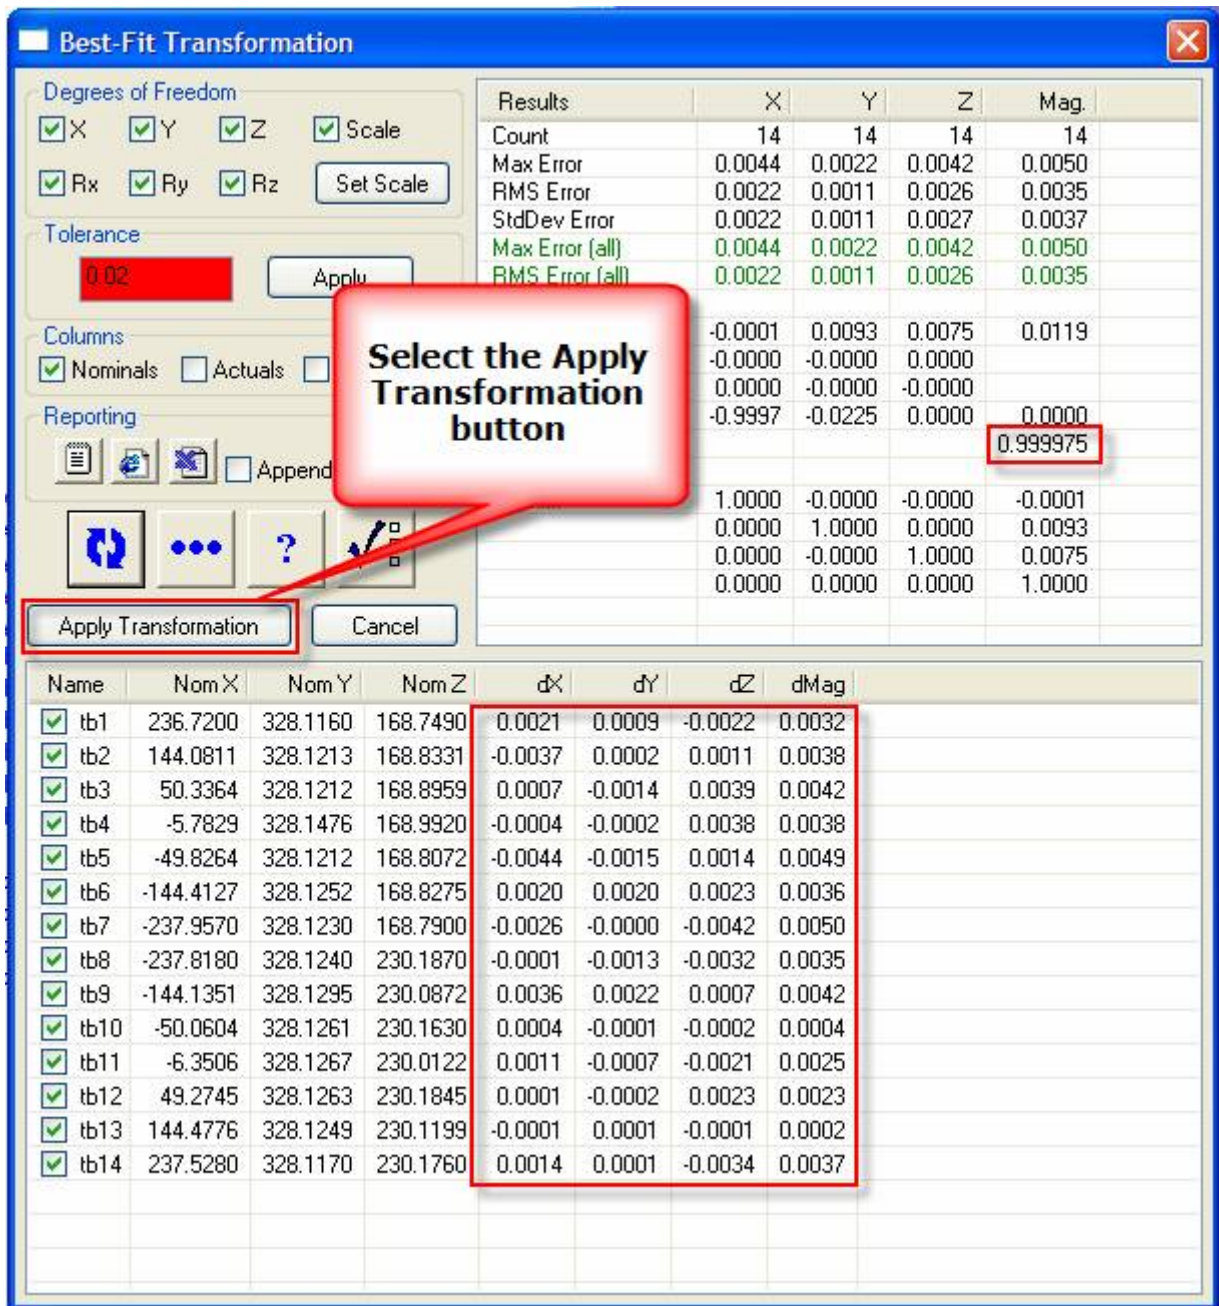 Best-Fit Transformation
Degrees of Freedom
X Y Z Scale
Rx Ry Rz Set Scale
Tolerance
0.02 Apply
Columns
Nominals Actuals
Reporting
Append
?
Apply Transformation Cancel
Select the Apply
Transformation
button
Results X Y Z Mag.
Count 14 14 14 14
Max Error 0.0044 0.0022 0.0042 0.0050
RMS Error 0.0022 0.0011 0.0026 0.0035
StdDev Error 0.0022 0.0011 0.0027 0.0037
Max Error (all) 0.0044 0.0022 0.0042 0.0050
RMS Error (all) 0.0022 0.0011 0.0026 0.0035
-0.0001 0.0093 0.0075 0.0119
-0.0000 -0.0000 0.0000
0.0000 -0.0000 -0.0000
-0.9997 -0.0225 0.0000 0.0000
0.999975
1.0000 -0.0000 -0.0000 -0.0001
0.0000 1.0000 0.0000 0.0093
0.0000 -0.0000 1.0000 0.0075
0.0000 0.0000 0.0000 1.0000
Name Nom X Nom Y Nom Z dX dY dZ dMag
tb1 236.7200 328.1160 168.7490 0.0021 0.0009 -0.0022 0.0032
tb2 144.0811 328.1213 168.8331 -0.0037 0.0002 0.0011 0.0038
tb3 50.3364 328.1212 168.8959 0.0007 -0.0014 0.0039 0.0042
tb4 -5.7829 328.1476 168.9920 -0.0004 -0.0002 0.0038 0.0038
tb5 -49.8264 328.1212 168.8072 -0.0044 -0.0015 0.0014 0.0049
tb6 -144.4127 328.1252 168.8275 0.0020 0.0020 0.0023 0.0036
tb7 -237.9570 328.1230 168.7900 -0.0026 -0.0000 -0.0042 0.0050
tb8 -237.8180 328.1240 230.1870 -0.0001 -0.0013 -0.0032 0.0035
tb9 -144.1351 328.1295 230.0872 0.0036 0.0022 0.0007 0.0042
tb10 -50.0604 328.1261 230.1630 0.0004 -0.0001 -0.0002 0.0004
tb11 -6.3506 328.1267 230.0122 0.0011 -0.0007 -0.0021 0.0025
tb12 49.2745 328.1263 230.1845 0.0001 -0.0002 0.0023 0.0023
tb13 144.4776 328.1249 230.1199 -0.0001 0.0001 -0.0001 0.0002
tb14 237.5280 328.1170 230.1760 0.0014 0.0001 -0.0034 0.0037